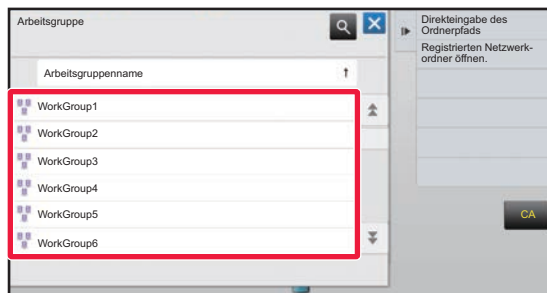 Arbeitsgruppe
Arbeitsgruppenname
WorkGroup1
WorkGroup2
WorkGroup3
WorkGroup4
WorkGroup5
WorkGroup6
Direkteingabe des
Ordnerpfads
Registrierten Netzwerk-
ordner öffnen.
CA